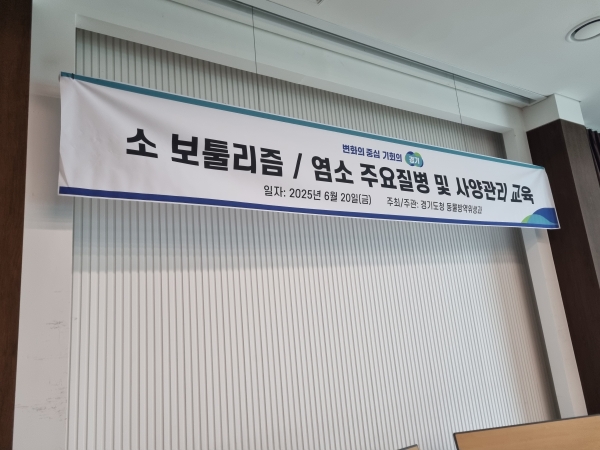 변화의 중심 기회의 경기
소 보툴리즘 / 염소 주요질병 및 사양관리 교육
일자: 2025년 6월 20일(금) 주최/주관: 경기도청 동물방역위생과